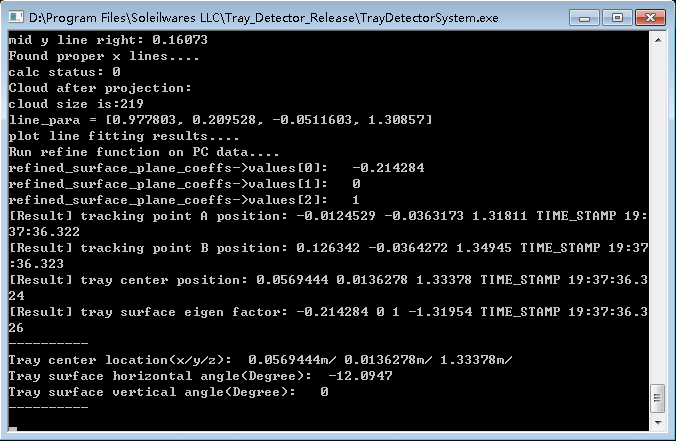 D:\Program Files\Soleilwares LLC\Tray_Detector_Release\TrayDetectorSystem.exe
mid y line right: 0.16073
Found proper x lines....
calc status: 0
Cloud after projection:
cloud size is:219
line_para = [0.977803, 0.209528, -0.0511603, 1.30857]
plot line fitting results....
Run refine function on PC data....
refined_surface_plane_coeffs->values[0]:   -0.214284
refined_surface_plane_coeffs->values[1]:   0
refined_surface_plane_coeffs->values[2]:   1
[Result] tracking point A position: -0.0124529 -0.0363173 1.31811 TIME_STAMP 19:
37:36.322
[Result] tracking point B position: 0.126342 -0.0364272 1.34945 TIME_STAMP 19:37
:36.323
[Result] tray center position: 0.0569444 0.0136278 1.33378 TIME_STAMP 19:37:36.3
24
[Result] tray surface eigen factor: -0.214284 0 1 -1.31954 TIME_STAMP 19:37:36.3
26
----------
Tray center location(x/y/z):  0.0569444m/ 0.0136278m/ 1.33378m/
Tray surface horizontal angle(Degree):  -12.0947
Tray surface vertical angle(Degree):   0
----------